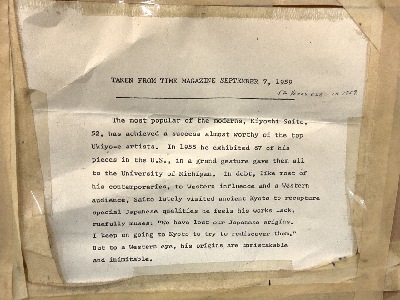 TAKEN FROM TIME MAGAZINE SEPTEMBER 7, 1959
The most popular of the moderns, Kiyoshi Saito,
52, has achieved a success almost worthy of the top
Ukiyo-e artists. In 1958 he exhibited 67 of his
pieces in the U.S., in a grand gesture gave them all
to the University of Michigan. In debt, like most of
his contemporaries, to Western influence and a Western
audience, Saito lately visited ancient Kyoto to recapture
special Japanese qualities he feels his works lack,
ruefully muses: "We have lost our Japanese origins.
I keep on going to Kyoto to try to rediscover them."
But to a Western eye, his origins are unmistakable
and inimitable.